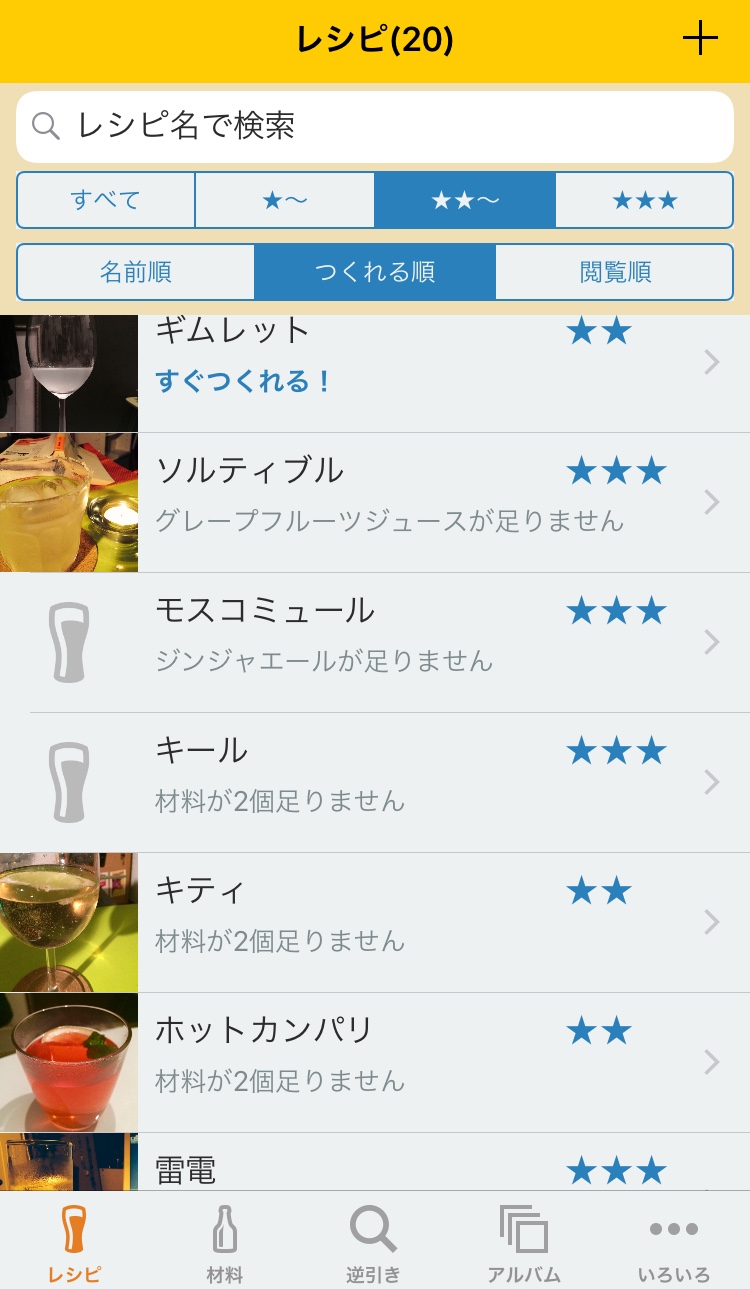 レシピ(20)
レシピ名で検索
すべて ★〜 ★★〜 ★★★
名前順 つくれる順 閲覧順
ギムレット ★★
すぐつくれる！
ソルティブル ★★★
グレープフルーツジュースが足りません
モスコミュール ★★★
ジンジャエールが足りません
キール ★★★
材料が2個足りません
キティ ★★
材料が2個足りません
ホットカンパリ ★★
材料が2個足りません
雷電 ★★★
レシピ 材料 逆引き アルバム いろいろ